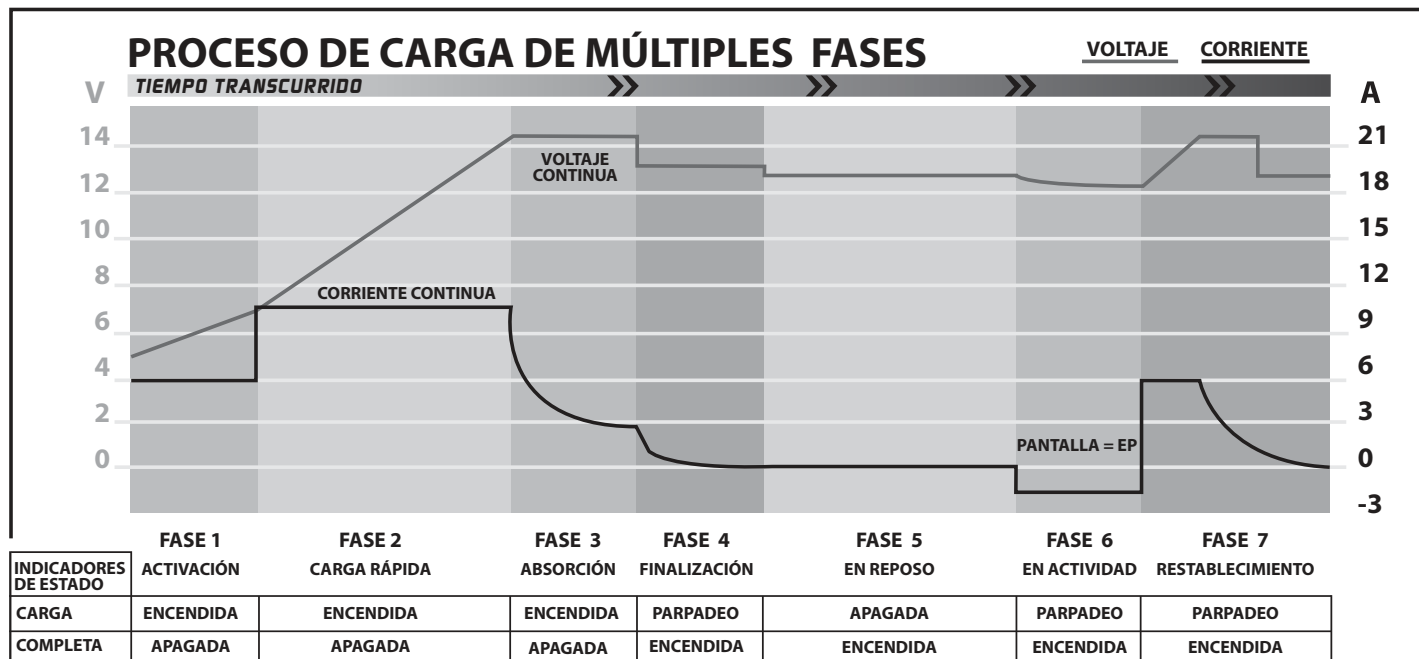 PROCESO DE CARGA DE MÚLTIPLES FASES
VOLTAJE CORRIENTE
TIEMPO TRANSCURRIDO
V A
14 21
VOLTAJE
CONTINUA
12 18
10 15
8 12
CORRIENTE CONTINUA
6 9
4 6
2 3
PANTALLA = EP
0 0
-3
FASE 1 FASE 2 FASE 3 FASE 4 FASE 5 FASE 6 FASE 7
INDICADORES
DE ESTADO
ACTIVACIÓN CARGA RÁPIDA ABSORCIÓN FINALIZACIÓN EN REPOSO EN ACTIVIDAD RESTABLECIMIENTO
CARGA ENCENDIDA ENCENDIDA ENCENDIDA PARPADEO APAGADA PARPADEO PARPADEO
COMPLETA APAGADA APAGADA APAGADA ENCENDIDA ENCENDIDA ENCENDIDA ENCENDIDA